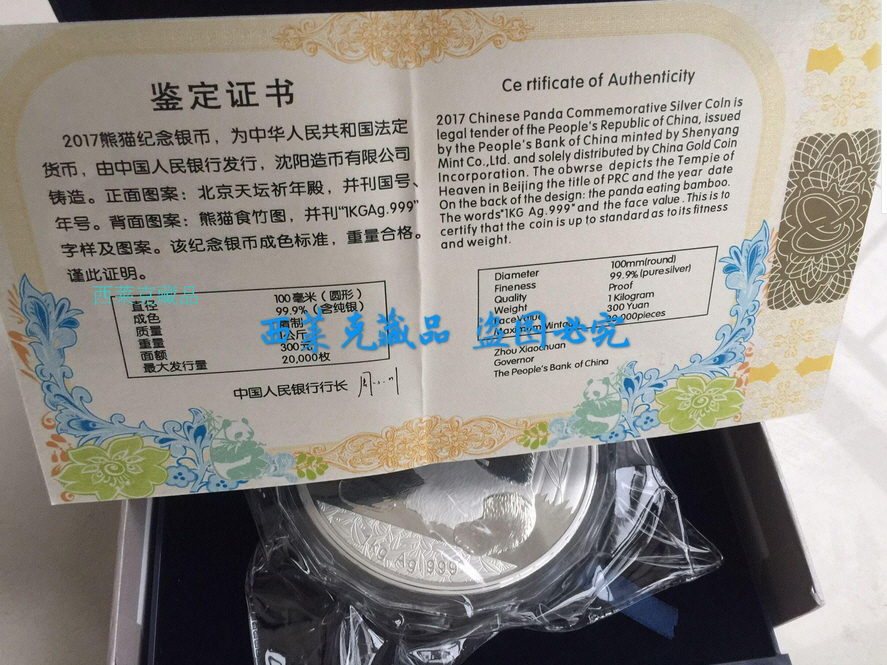 鉴定证书
2017熊猫纪念银币，为中华人民共和国法定
货币，由中国人民银行发行，沈阳造币有限公司
铸造。正面图案：北京天坛祈年殿，并刊国号、
年号。背面图案：熊猫食竹图，并刊"1KGAg.999"
字样及图案。该纪念银币成色标准，重量合格。
谨此证明。
直径 100毫米（圆形）
成色 99.9%（含纯银）
质量 精制
重量 1公斤
面额 300元
最大发行量 20,000枚
中国人民银行行长
Ce rtificate of Authenticity
2017 Chinese Panda Commemorative Silver Coln is
legal tender of fhe People's Republic of China, issued
by the People's Bank of China minted by Shenyang
Mint Co.,Ltd. and solely distributed by China Gold Coin
Incorporation. The obwrse depicts the Tempie of
Heaven in Beijing the title of PRC and the year date
On the back of the design: the panda eating bamboo.
The words"1KG Ag.999"and the face value . This is to
certify that the coin is up to standard as to its fitness
and weight.
Diameter 100mm(round)
Fineness 99.9% (pure silver)
Quality Proof
Weight 1 Kilogram
FaceValue 300 Yuan
Maximum Minted 000pieces
Zhou Xiaochuan
Governor
The People's Bank of China
西莱克藏品
西莱克藏品 盗图必究
1kg Ag.999